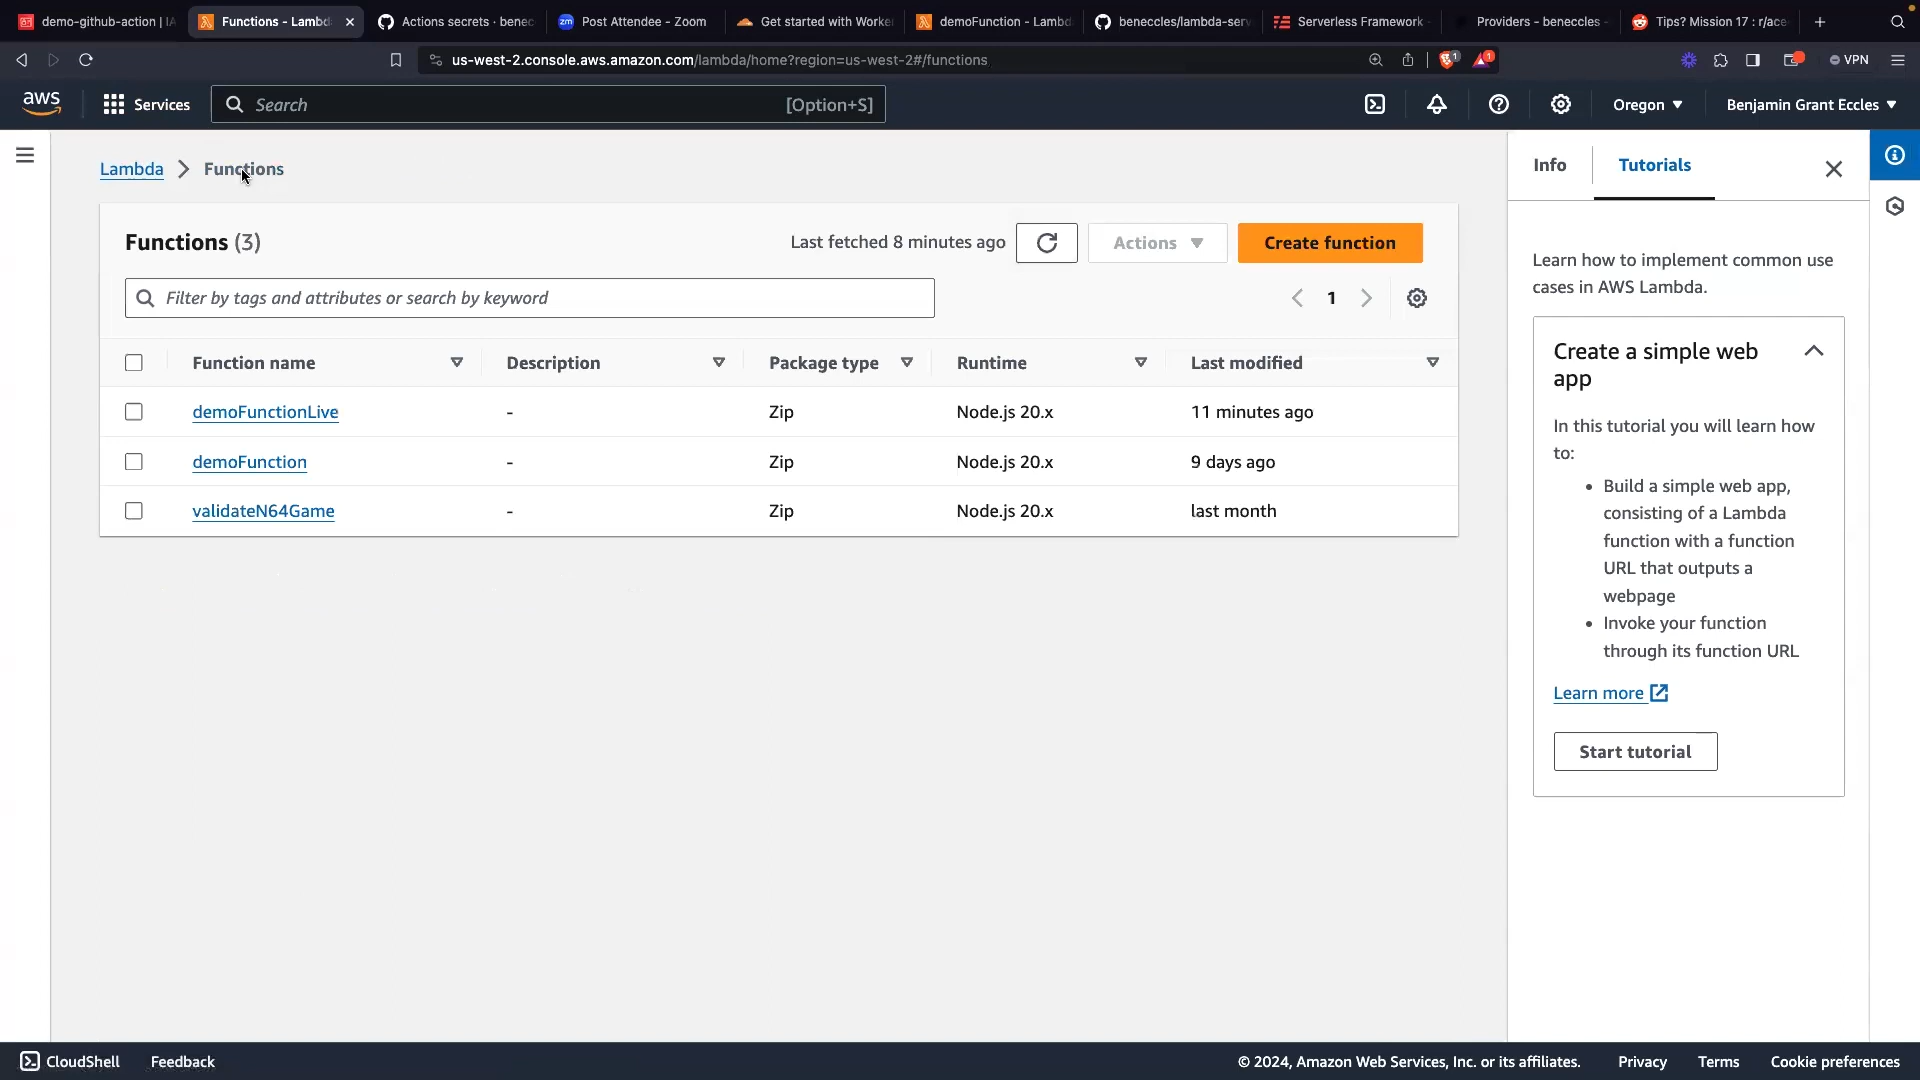 demo-github-action | IA
Functions - Lambd
Actions secrets · benec
zm Post Attendee - Zoom
Get started with Worke
demoFunction - Lambd
beneccles/lambda-serv
Serverless Framework -
Providers - beneccles -
Tips? Mission 17 : r/ace
us-west-2.console.aws.amazon.com/lambda/home?region=us-west-2#/functions
1
1
VPN
aws
Services
Search
[Option+S]
Oregon
Benjamin Grant Eccles
Lambda
Functions
Functions (3)
Last fetched 8 minutes ago
Actions
Create function
Filter by tags and attributes or search by keyword
1
Function name Description Package type Runtime Last modified
demoFunctionLive - Zip Node.js 20.x 11 minutes ago
demoFunction - Zip Node.js 20.x 9 days ago
validateN64Game - Zip Node.js 20.x last month
Info
Tutorials
Learn how to implement common use
cases in AWS Lambda.
Create a simple web
app
In this tutorial you will learn how
to:
• Build a simple web app,
consisting of a Lambda
function with a function
URL that outputs a
webpage
• Invoke your function
through its function URL
Learn more
Start tutorial
CloudShell
Feedback
© 2024, Amazon Web Services, Inc. or its affiliates.
Privacy
Terms
Cookie preferences